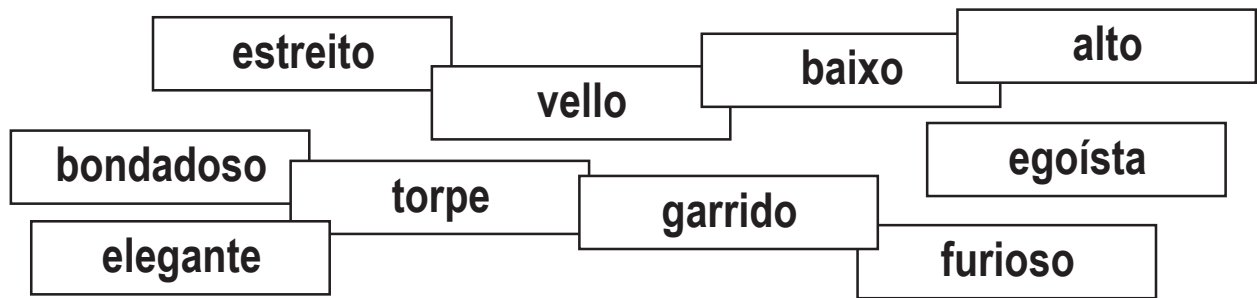 estreito
vello
baixo
alto
bondadoso
torpe
garrido
egoísta
elegante
furioso